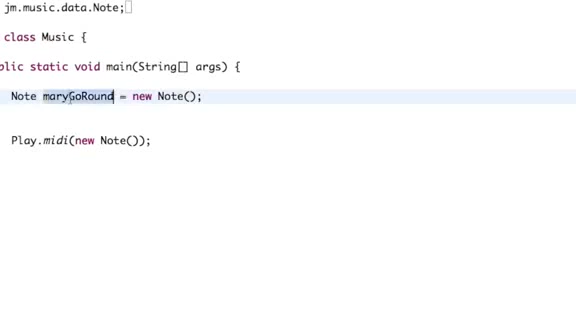 jm.music.data.Note;
class Music {
blic static void main(String[] args) {
Note maryGoRound = new Note();
Play.midi(new Note());